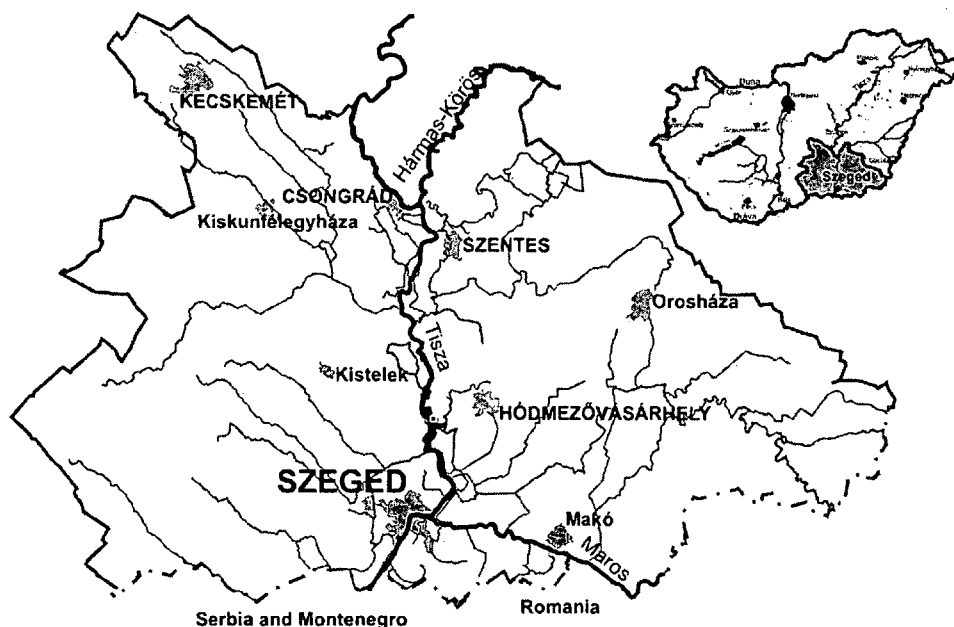 KECSKEMÉT
Hármas-Körös
CSONGRÁD
Kiskunfélegyháza
SZENTES
Orosháza
Tisza
Kistelek
HÓDMEZŐVÁSÁRHELY
SZEGED
Makó
Maros
Serbia and Montenegro
Romania
Duna
Szeged
Dráva